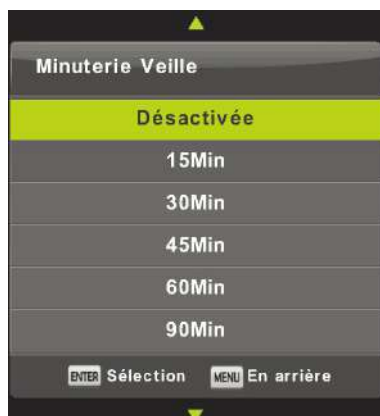 Minuterie Veille
Désactivée
15Min
30Min
45Min
60Min
90Min
ENTER Sélection MENU En arrière